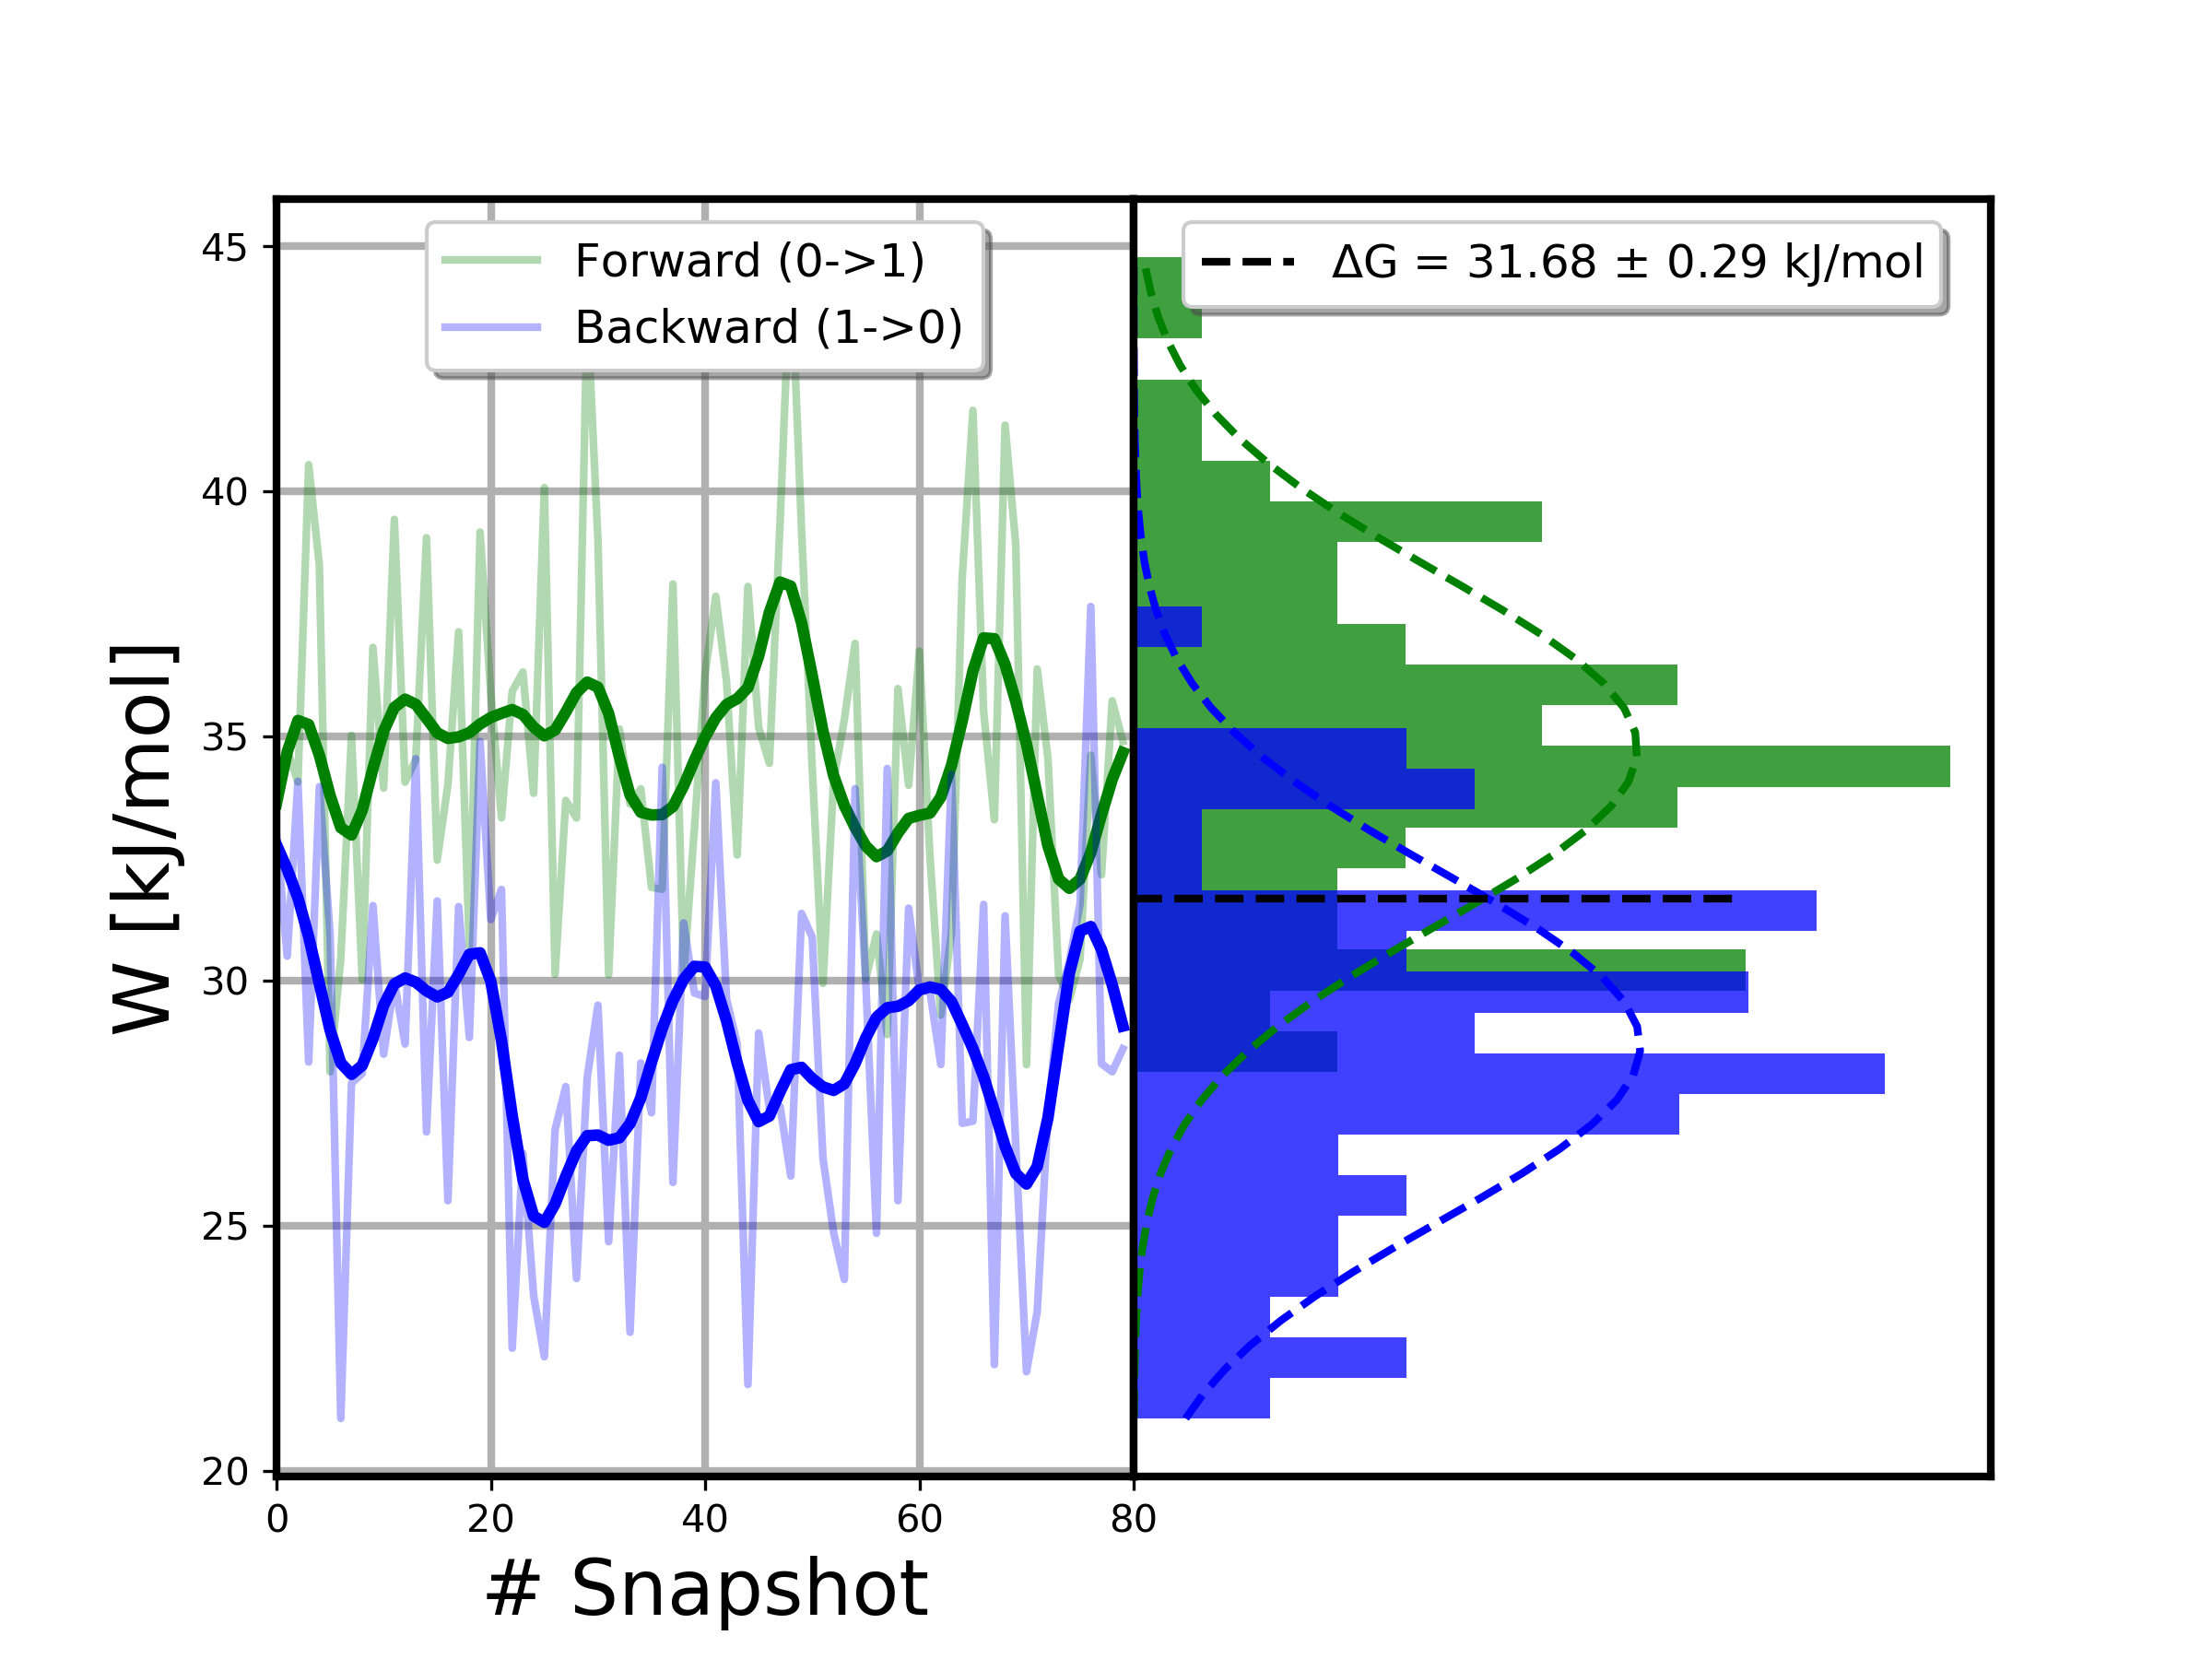 Forward (0->1)
Backward (1->0)
ΔG = 31.68 ± 0.29 kJ/mol
45
40
35
30
25
20
W [kJ/mol]
0 20 40 60 80
# Snapshot